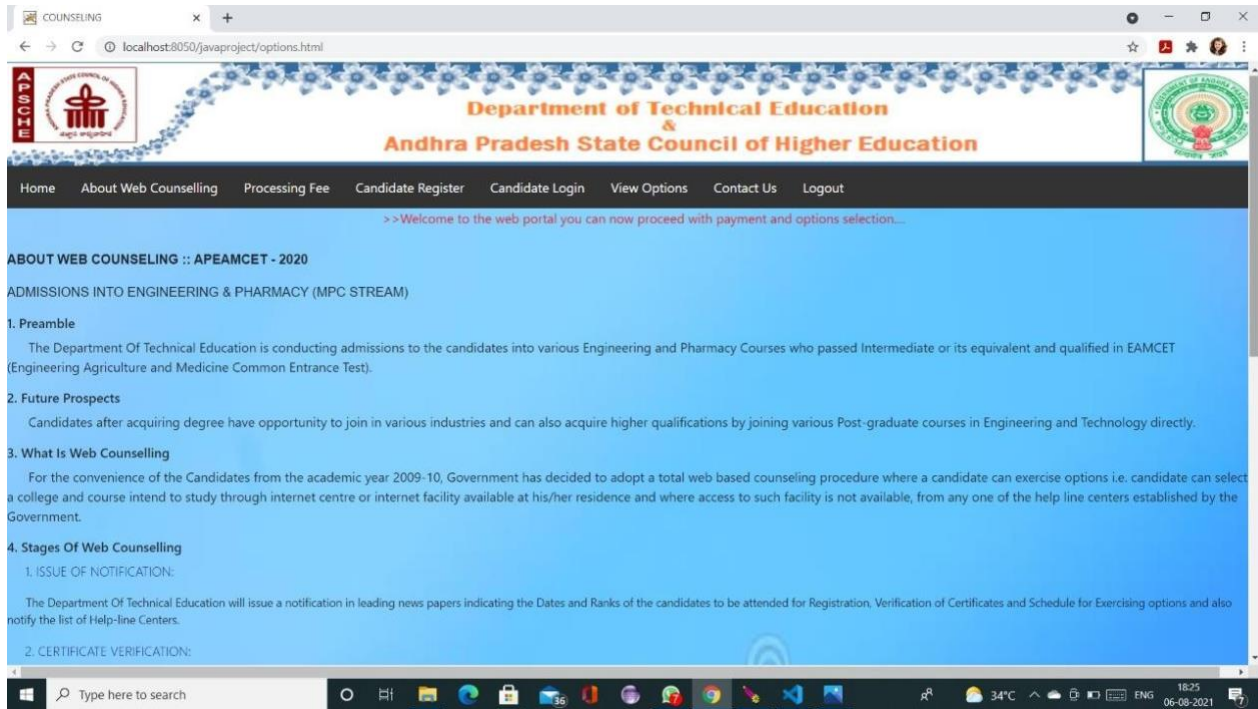 COUNSELING
localhost:8050/javaproject/options.html
APSCHE
Department of Technical Education
&
Andhra Pradesh State Council of Higher Education
Home About Web Counselling Processing Fee Candidate Register Candidate Login View Options Contact Us Logout
>>Welcome to the web portal you can now proceed with payment and options selection....
ABOUT WEB COUNSELING :: APEAMCET - 2020
ADMISSIONS INTO ENGINEERING & PHARMACY (MPC STREAM)
1. Preamble
The Department Of Technical Education is conducting admissions to the candidates into various Engineering and Pharmacy Courses who passed Intermediate or its equivalent and qualified in EAMCET
(Engineering Agriculture and Medicine Common Entrance Test).
2. Future Prospects
Candidates after acquiring degree have opportunity to join in various industries and can also acquire higher qualifications by joining various Post-graduate courses in Engineering and Technology directly.
3. What Is Web Counselling
For the convenience of the Candidates from the academic year 2009-10, Government has decided to adopt a total web based counseling procedure where a candidate can exercise options i.e. candidate can select
a college and course intend to study through internet centre or internet facility available at his/her residence and where access to such facility is not available, from any one of the help line centers established by the
Government.
4. Stages Of Web Counselling
1. ISSUE OF NOTIFICATION:
The Department Of Technical Education will issue a notification in leading news papers indicating the Dates and Ranks of the candidates to be attended for Registration, Verification of Certificates and Schedule for Exercising options and also
notify the list of Help-line Centers.
2. CERTIFICATE VERIFICATION:
Type here to search
36
34°C
ENG
18:25
06-08-2021
7